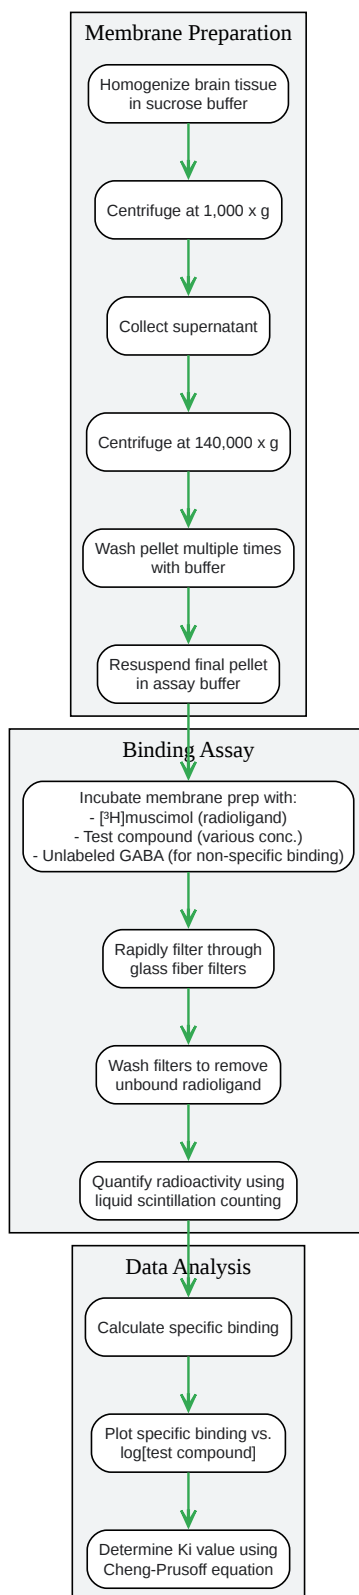 Membrane Preparation
Homogenize brain tissue
in sucrose buffer
Centrifuge at 1,000 x g
Collect supernatant
Centrifuge at 140,000 x g
Wash pellet multiple times
with buffer
Resuspend final pellet
in assay buffer
Binding Assay
Incubate membrane prep with:
- [³H]muscimol (radioligand)
- Test compound (various conc.)
- Unlabeled GABA (for non-specific binding)
Rapidly filter through
glass fiber filters
Wash filters to remove
unbound radioligand
Quantify radioactivity using
liquid scintillation counting
Data Analysis
Calculate specific binding
Plot specific binding vs.
log[test compound]
Determine Ki value using
Cheng-Prusoff equation